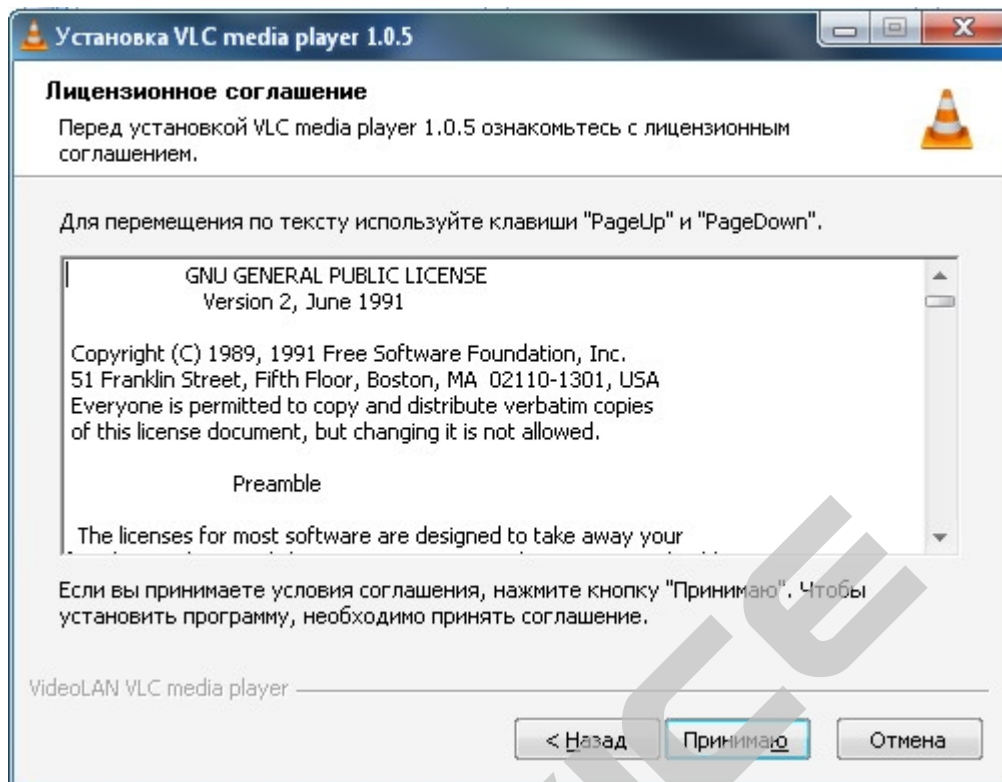 Установка VLC media player 1.0.5
Лицензионное соглашение
Перед установкой VLC media player 1.0.5 ознакомьтесь с лицензионным
соглашением.
Для перемещения по тексту используйте клавиши "PageUp" и "PageDown".
GNU GENERAL PUBLIC LICENSE
Version 2, June 1991
Copyright (C) 1989, 1991 Free Software Foundation, Inc.
51 Franklin Street, Fifth Floor, Boston, MA 02110-1301, USA
Everyone is permitted to copy and distribute verbatim copies
of this license document, but changing it is not allowed.
Preamble
The licenses for most software are designed to take away your
Если вы принимаете условия соглашения, нажмите кнопку "Принимаю". Чтобы
установить программу, необходимо принять соглашение.
VideoLAN VLC media player
< Назад Принимаю Отмена
ICE